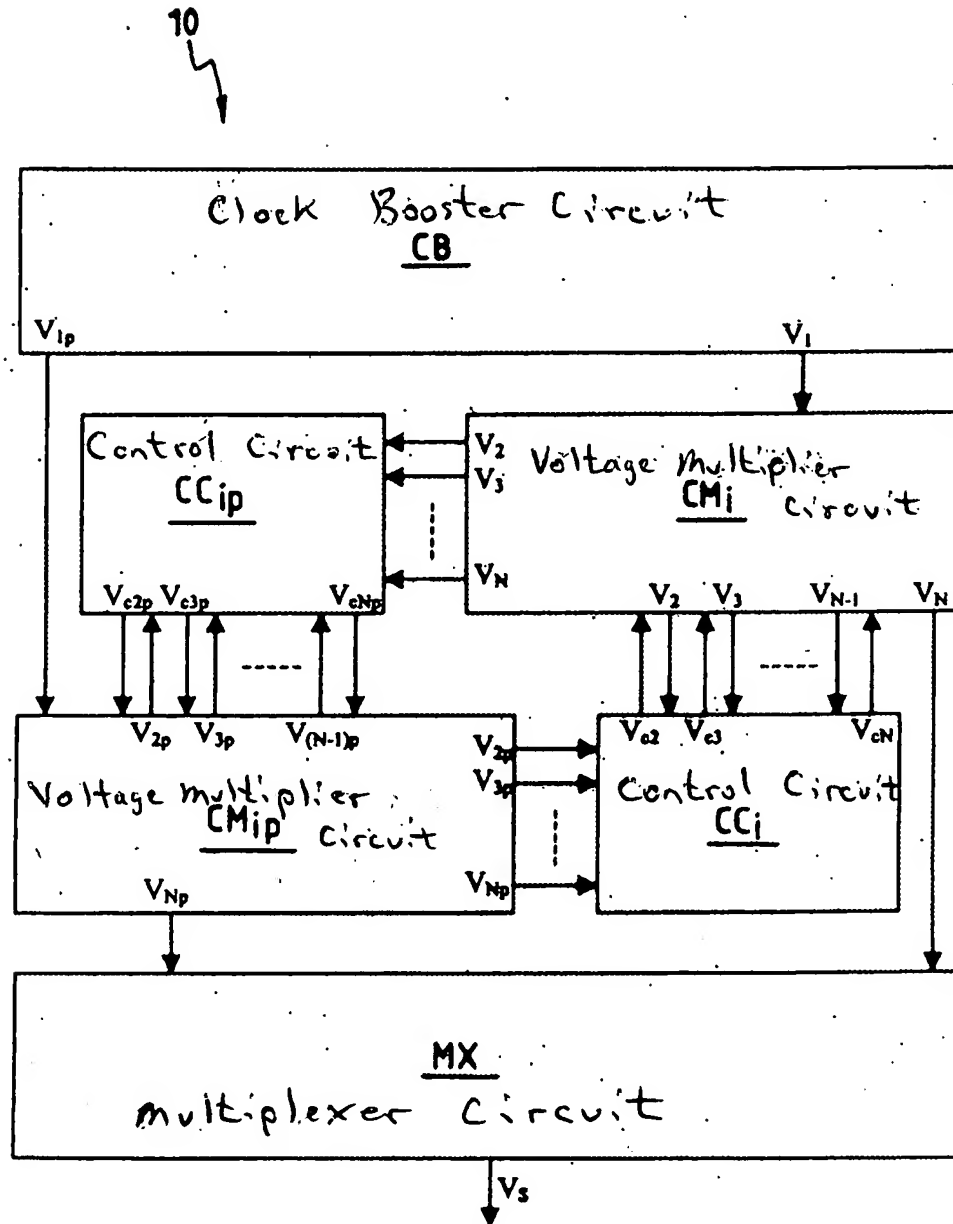 10
Clock Booster Circuit
CB
V1p
V1
Control Circuit
CCip
V2
V3
VN
Voltage multiplier
CMi
Circuit
Vc2p Vc3p VcNp
V2 V3 VN-1 VN
V2p V3p V(N-1)p
V2p
V3p
VNp
Vc2 Vc3 VcN
Voltage multiplier
CMip
Circuit
Control Circuit
CCi
VNp
MX
multiplexer Circuit
VS